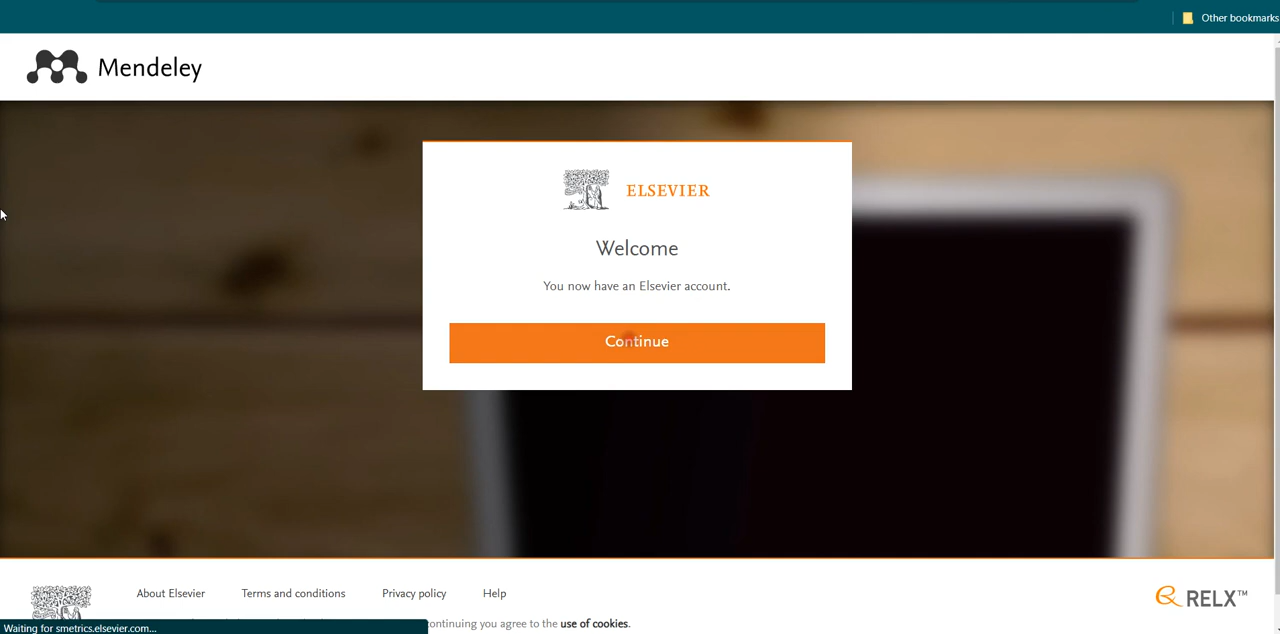 Other bookmarks
Mendeley
ELSEVIER
Welcome
You now have an Elsevier account.
Continue
About Elsevier
Terms and conditions
Privacy policy
Help
RELX™
continuing you agree to the use of cookies.
Waiting for smetrics.elsevier.com...